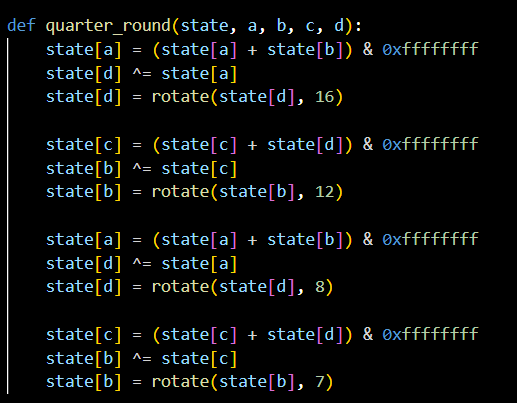 def quarter_round(state, a, b, c, d):
    state[a] = (state[a] + state[b]) & 0xffffffff
    state[d] ^= state[a]
    state[d] = rotate(state[d], 16)

    state[c] = (state[c] + state[d]) & 0xffffffff
    state[b] ^= state[c]
    state[b] = rotate(state[b], 12)

    state[a] = (state[a] + state[b]) & 0xffffffff
    state[d] ^= state[a]
    state[d] = rotate(state[d], 8)

    state[c] = (state[c] + state[d]) & 0xffffffff
    state[b] ^= state[c]
    state[b] = rotate(state[b], 7)